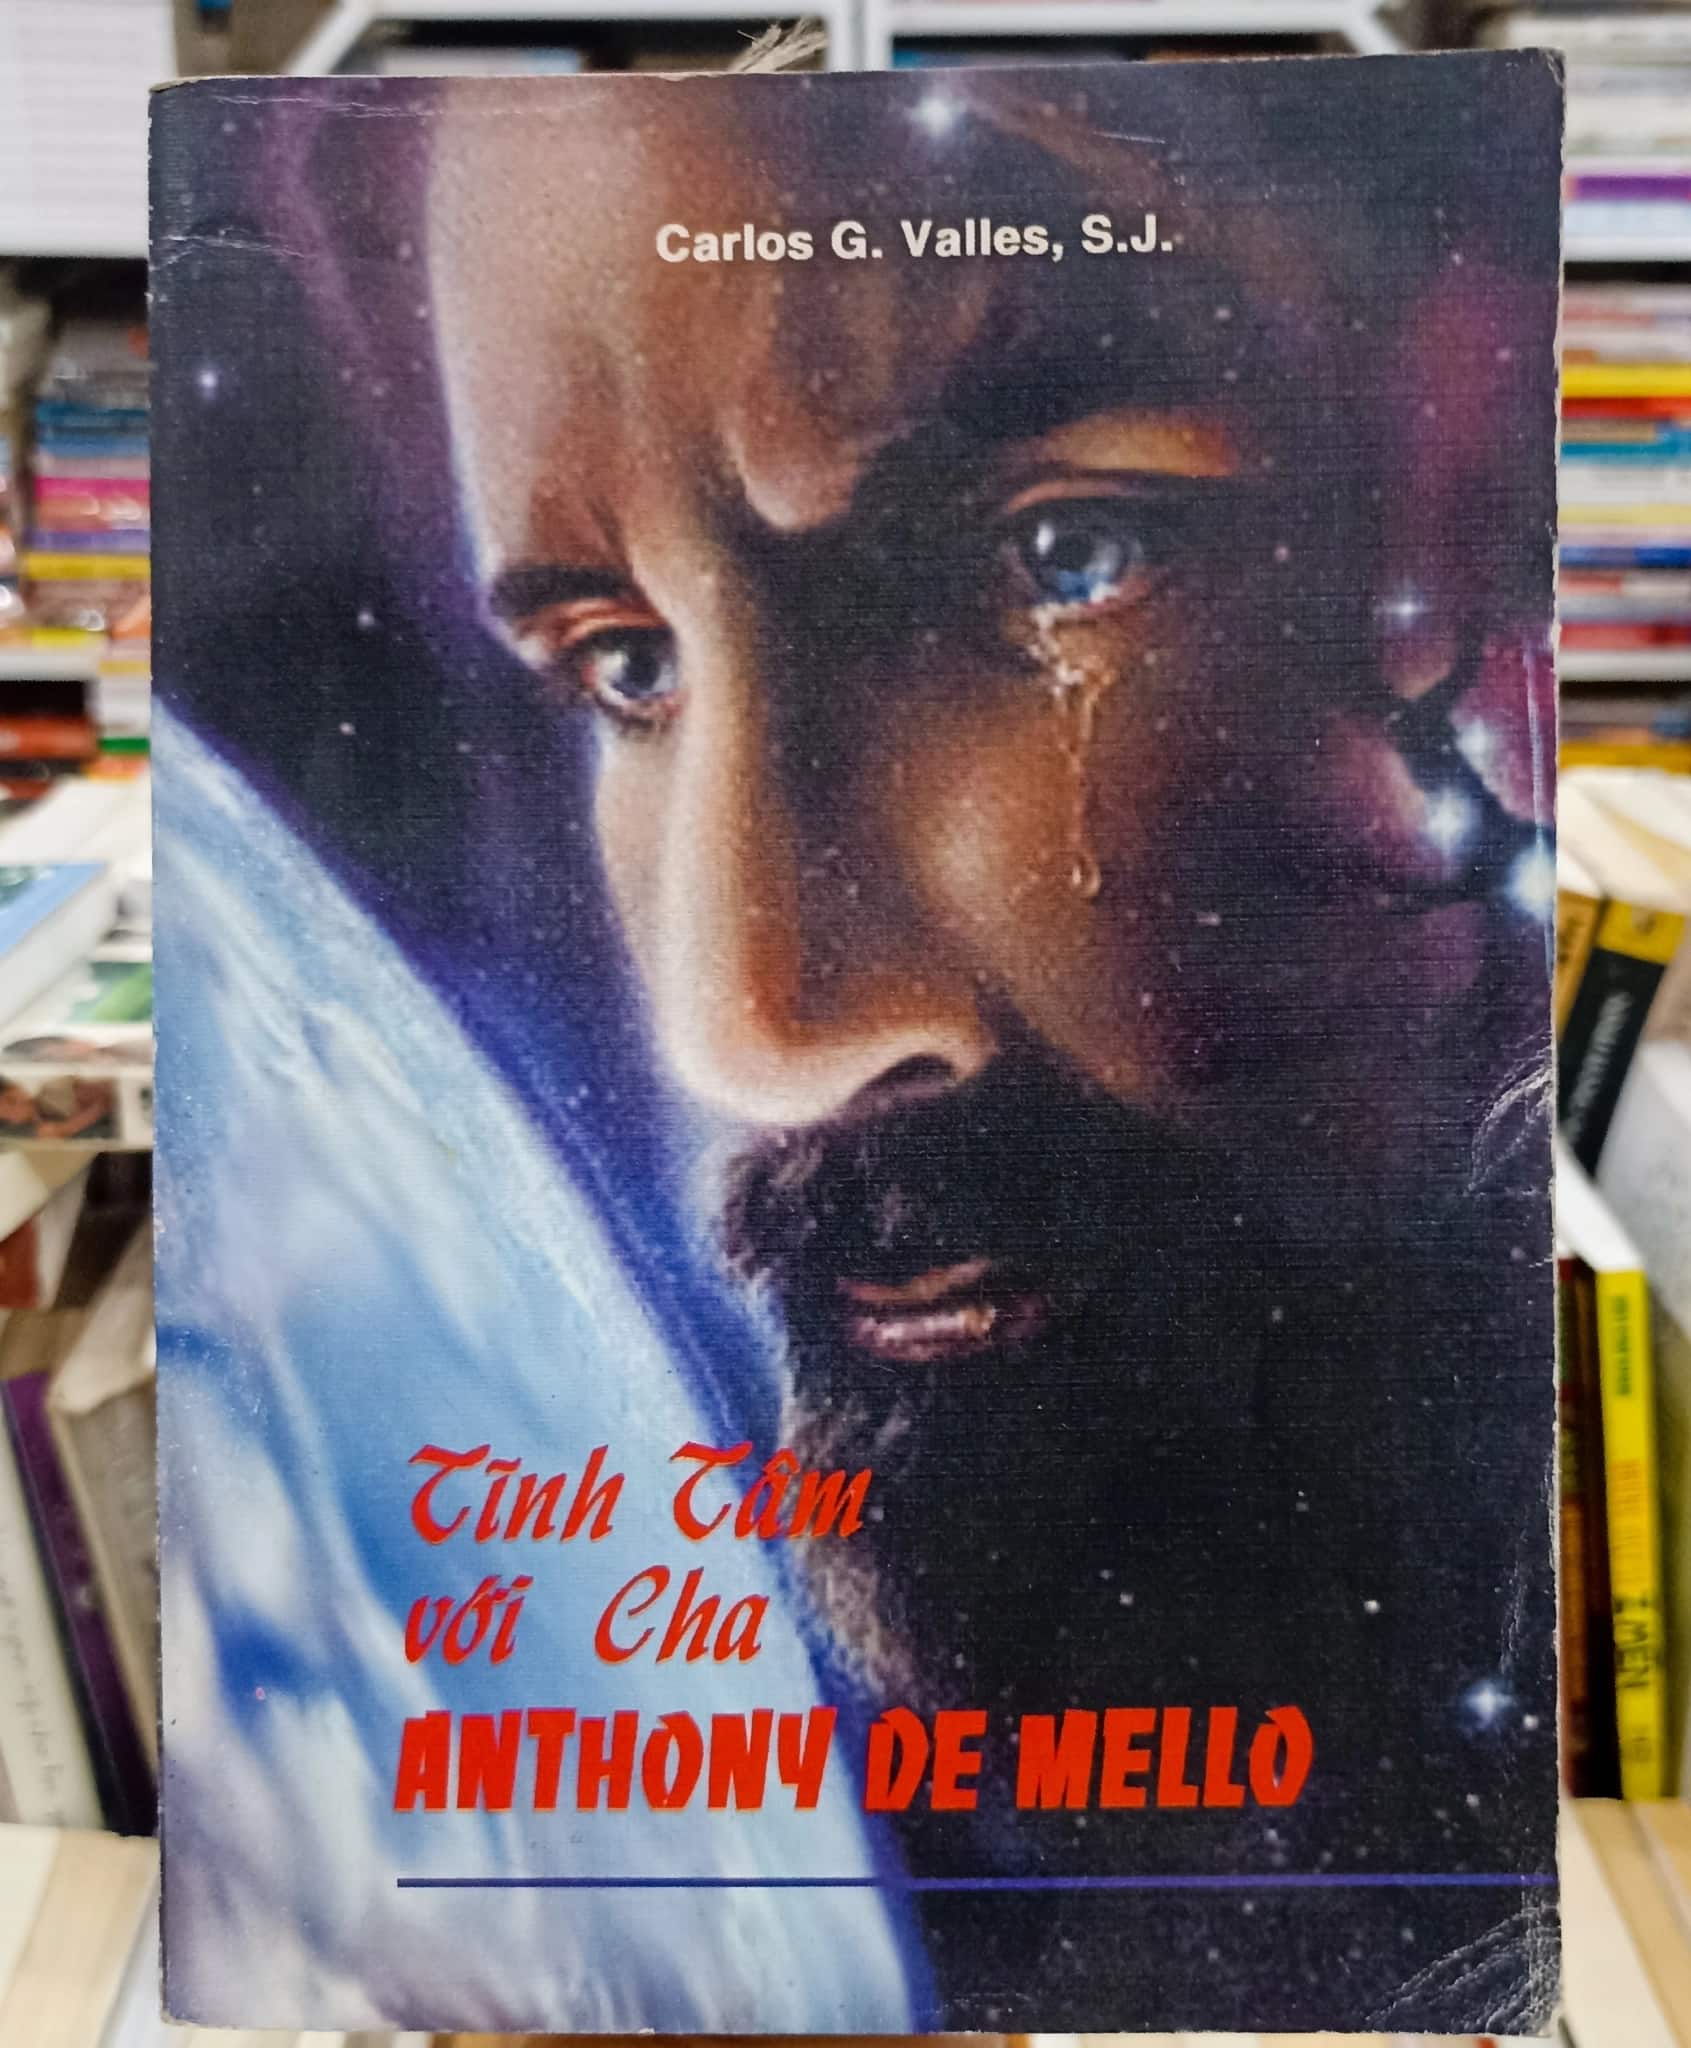 Carlos G. Valles, S.J.
Tĩnh Tâm
với Cha
ANTHONY DE MELLO